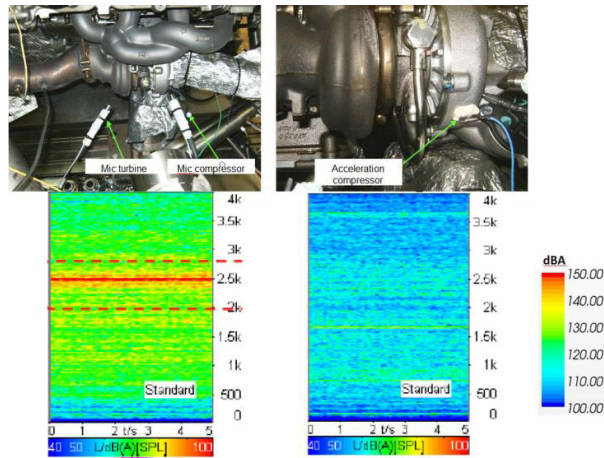 Mic turbine
Mic compressor
Acceleration
compressor
4k
3.5k
3k
2.5k
2k
1.5k
1k
500
0
Standard
0 1 2 t/s 4 5
40 50 L/dB(A)[SPL] 100
4k
3.5k
3k
2.5k
2k
1.5k
1k
500
0
Standard
0 1 2 t/s 4 5
40 50 L/dB(A)[SPL] 100
dBA
150.00
140.00
130.00
120.00
110.00
100.00